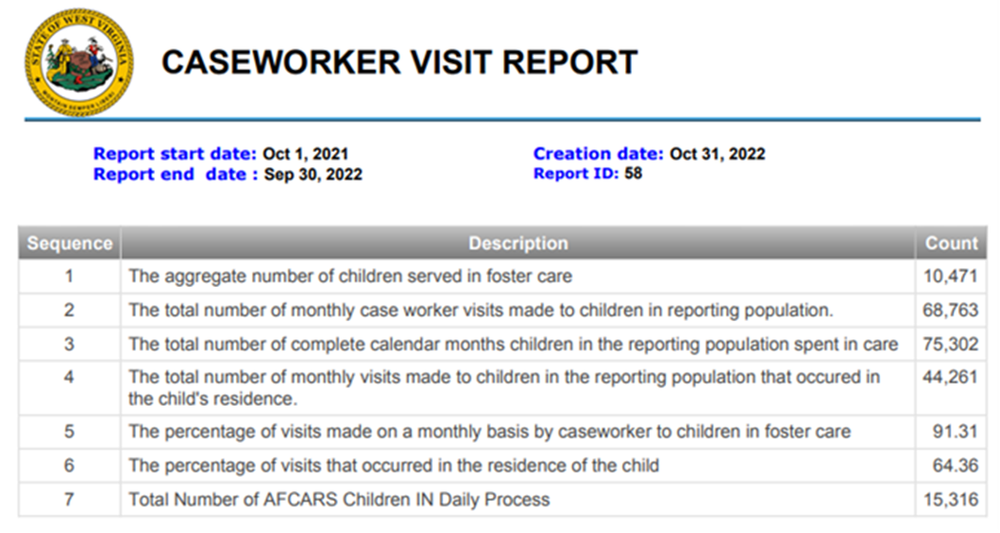 STATE OF WEST VIRGINIA
MONTANI SEMPER LIBERI
CASEWORKER VISIT REPORT
Report start date: Oct 1, 2021
Report end date : Sep 30, 2022
Creation date: Oct 31, 2022
Report ID: 58
Sequence Description Count
1 The aggregate number of children served in foster care 10,471
2 The total number of monthly case worker visits made to children in reporting population. 68,763
3 The total number of complete calendar months children in the reporting population spent in care 75,302
4 The total number of monthly visits made to children in the reporting population that occured in 44,261
the child's residence.
5 The percentage of visits made on a monthly basis by caseworker to children in foster care 91.31
6 The percentage of visits that occurred in the residence of the child 64.36
7 Total Number of AFCARS Children IN Daily Process 15,316